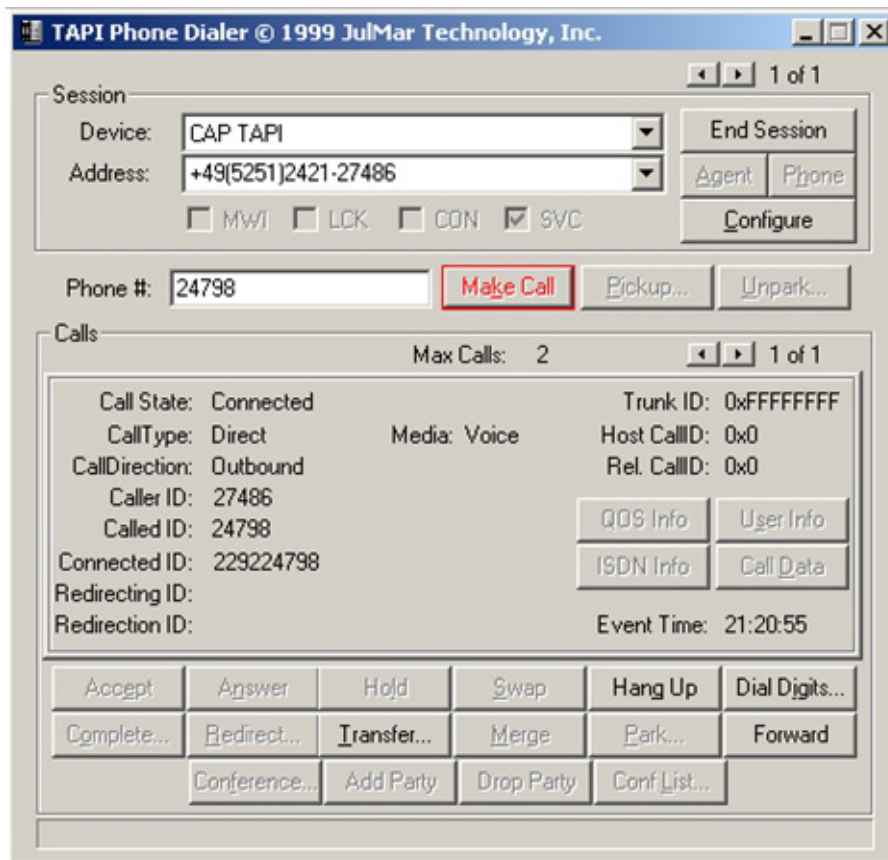 TAPI Phone Dialer © 1999 JulMar Technology, Inc.
1 of 1
Session
Device: CAP TAPI End Session
Address: +49(5251)2421-27486 Agent Phone
MWI LCK CON SVC Configure
Phone #: 24798 Make Call Pickup... Unpark...
Calls
Max Calls: 2 1 of 1
Call State: Connected Trunk ID: 0xFFFFFFFF
CallType: Direct Media: Voice Host CallID: 0x0
CallDirection: Outbound Rel. CallID: 0x0
Caller ID: 27486
Called ID: 24798 QOS Info User Info
Connected ID: 229224798 ISDN Info Call Data
Redirecting ID:
Redirection ID: Event Time: 21:20:55
Accept Answer Hold Swap Hang Up Dial Digits...
Complete... Redirect... Transfer... Merge Park... Forward
Conference... Add Party Drop Party Conf List...